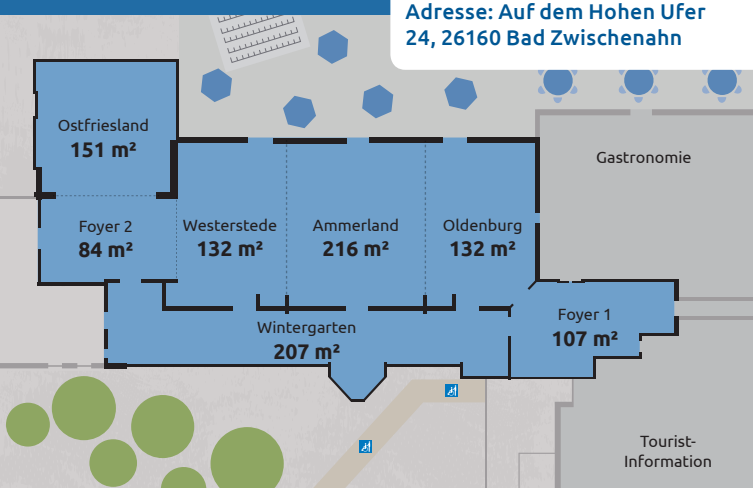 Adresse: Auf dem Hohen Ufer
24, 26160 Bad Zwischenahn
Ostfriesland
151 m²
Gastronomie
Foyer 2
84 m²
Westerstede
132 m²
Ammerland
216 m²
Oldenburg
132 m²
Foyer 1
107 m²
Wintergarten
207 m²
Tourist-
Information